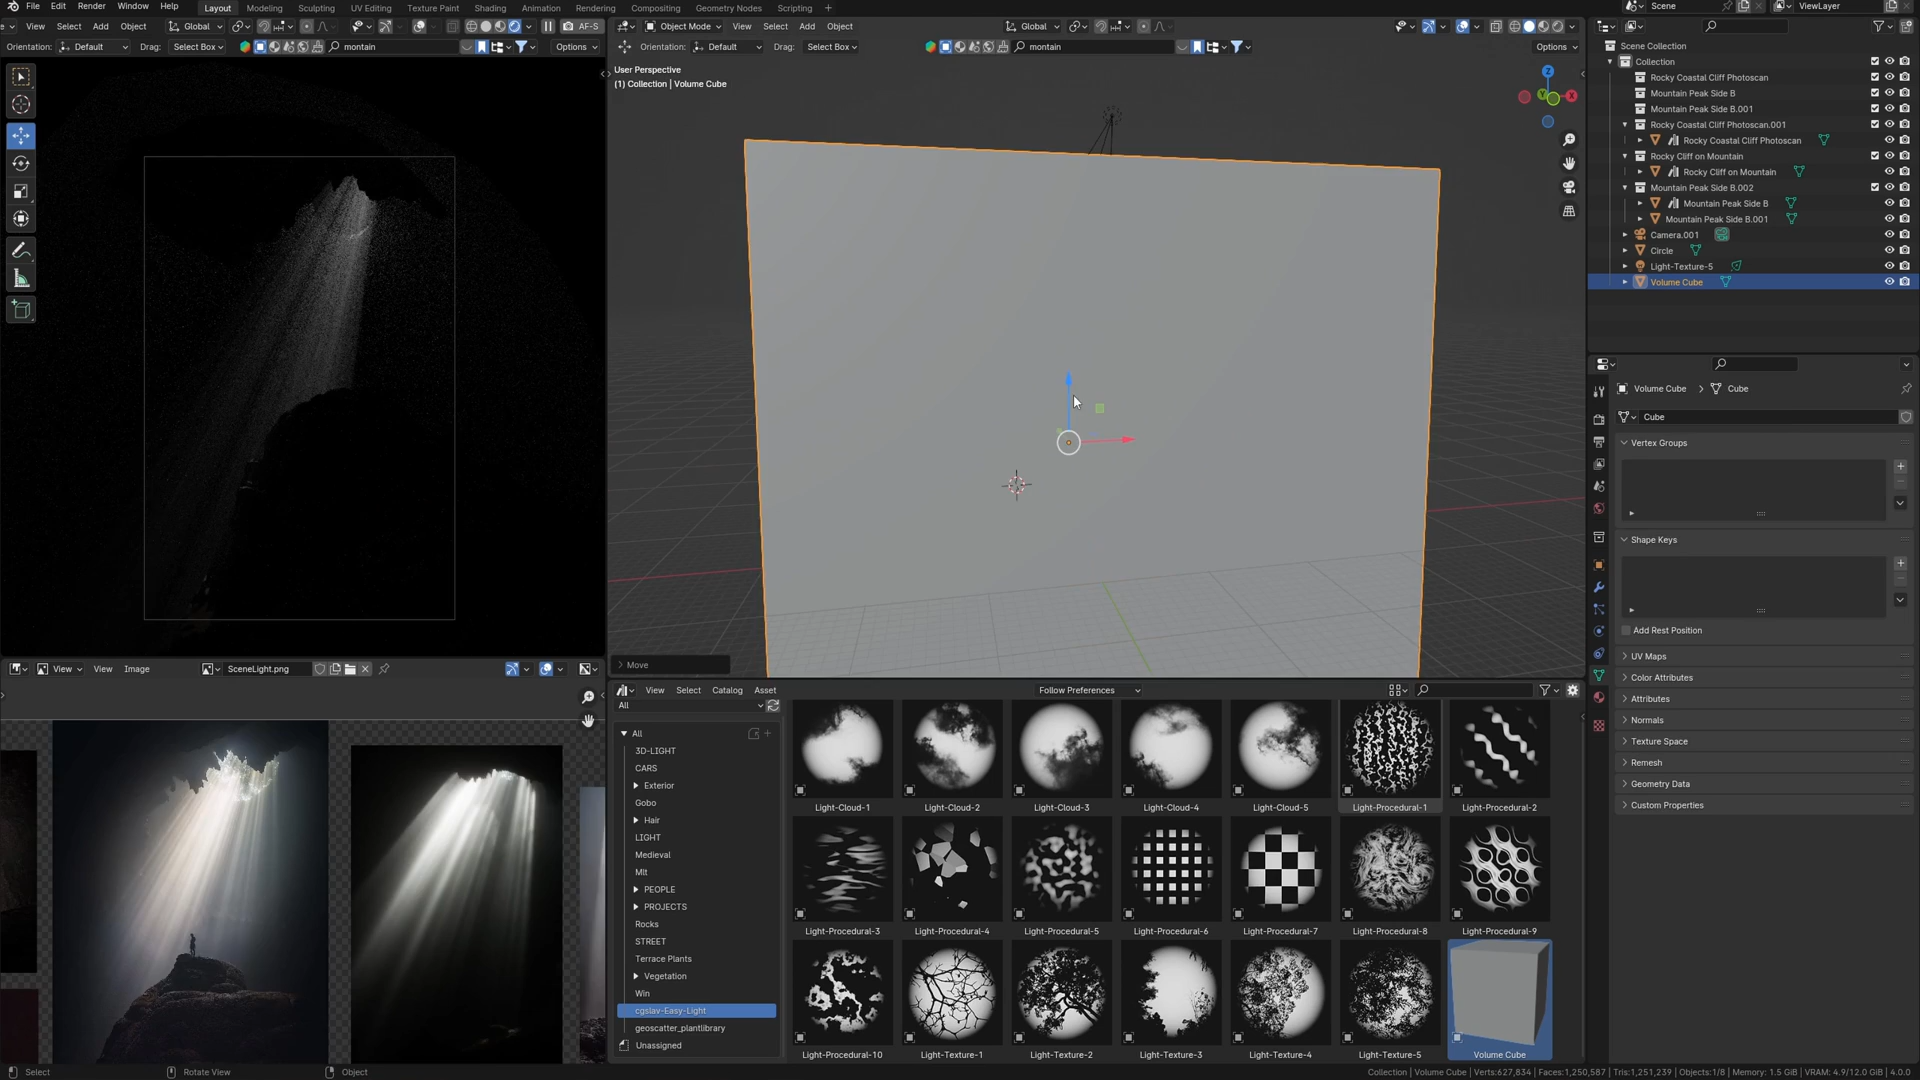 File Edit Render Window Help Layout Modeling Sculpting UV Editing Texture Paint Shading Animation Rendering Compositing Geometry Nodes Scripting + Scene ViewLayer
View Select Add Object Global AF-S
Orientation: Default Drag: Select Box montain Options
Object Mode View Select Add Object Global
Orientation: Default Drag: Select Box montain Options
User Perspective
(1) Collection | Volume Cube
Z
Y
X
Move
Scene Collection
Collection
Rocky Coastal Cliff Photoscan
Mountain Peak Side B
Mountain Peak Side B.001
Rocky Coastal Cliff Photoscan.001
Rocky Coastal Cliff Photoscan
Rocky Cliff on Mountain
Rocky Cliff on Mountain
Mountain Peak Side B.002
Mountain Peak Side B
Mountain Peak Side B.001
Camera.001
Circle
Light-Texture-5
Volume Cube
Volume Cube > Cube
Cube
Vertex Groups
Shape Keys
Add Rest Position
UV Maps
Color Attributes
Attributes
Normals
Texture Space
Remesh
Geometry Data
Custom Properties
View View Image SceneLight.png
View Select Catalog Asset Follow Preferences
All
All
3D-LIGHT
CARS
Exterior
Gobo
Hair
LIGHT
Medieval
Mlt
PEOPLE
PROJECTS
Rocks
STREET
Terrace Plants
Vegetation
Win
cgslav-Easy-Light
geoscatter_plantlibrary
Unassigned
Light-Cloud-1 Light-Cloud-2 Light-Cloud-3 Light-Cloud-4 Light-Cloud-5 Light-Procedural-1 Light-Procedural-2
Light-Procedural-3 Light-Procedural-4 Light-Procedural-5 Light-Procedural-6 Light-Procedural-7 Light-Procedural-8 Light-Procedural-9
Light-Procedural-10 Light-Texture-1 Light-Texture-2 Light-Texture-3 Light-Texture-4 Light-Texture-5 Volume Cube
Select Rotate View Object Collection | Volume Cube | Verts:627,834 | Faces:1,250,587 | Tris:1,251,239 | Objects:1/8 | Memory: 1.5 GiB | VRAM: 4.9/12.0 GiB | 4.0.0